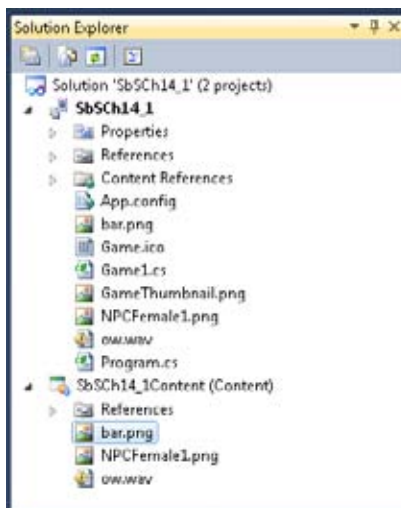 Solution Explorer
Solution 'SbSCh14_1' (2 projects)
SbSCh14_1
Properties
References
Content References
App.config
bar.png
Game.ico
Game1.cs
GameThumbnail.png
NPCFemale1.png
ow.wav
Program.cs
SbSCh14_1Content (Content)
References
bar.png
NPCFemale1.png
ow.wav